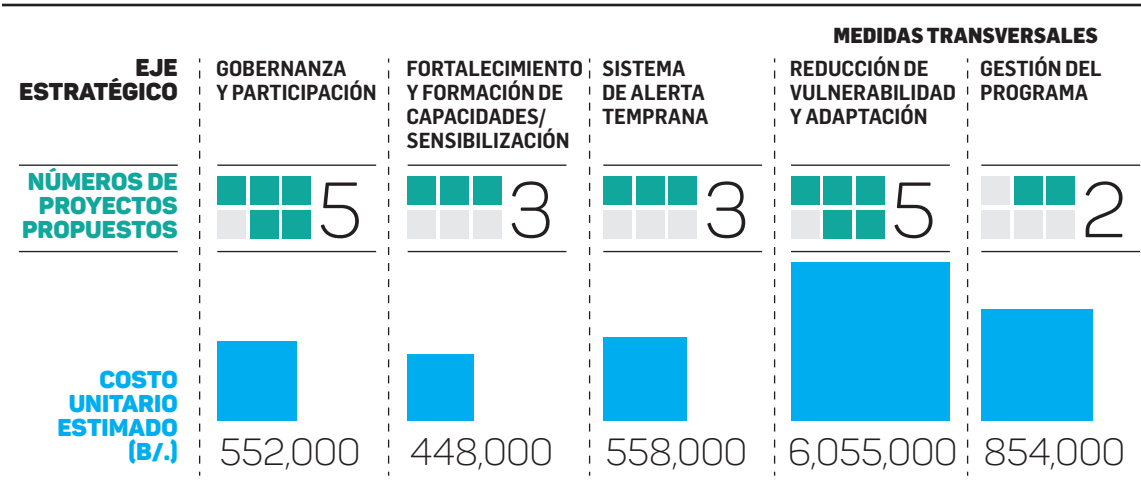 MEDIDAS TRANSVERSALES
EJE
ESTRATÉGICO
GOBERNANZA
Y PARTICIPACIÓN
FORTALECIMIENTO
Y FORMACIÓN DE
CAPACIDADES/
SENSIBILIZACIÓN
SISTEMA
DE ALERTA
TEMPRANA
REDUCCIÓN DE
VULNERABILIDAD
Y ADAPTACIÓN
GESTIÓN DEL
PROGRAMA
NÚMEROS DE
PROYECTOS
PROPUESTOS
5
3
3
5
2
COSTO
UNITARIO
ESTIMADO
(B/.)
552,000
448,000
558,000
6,055,000
854,000